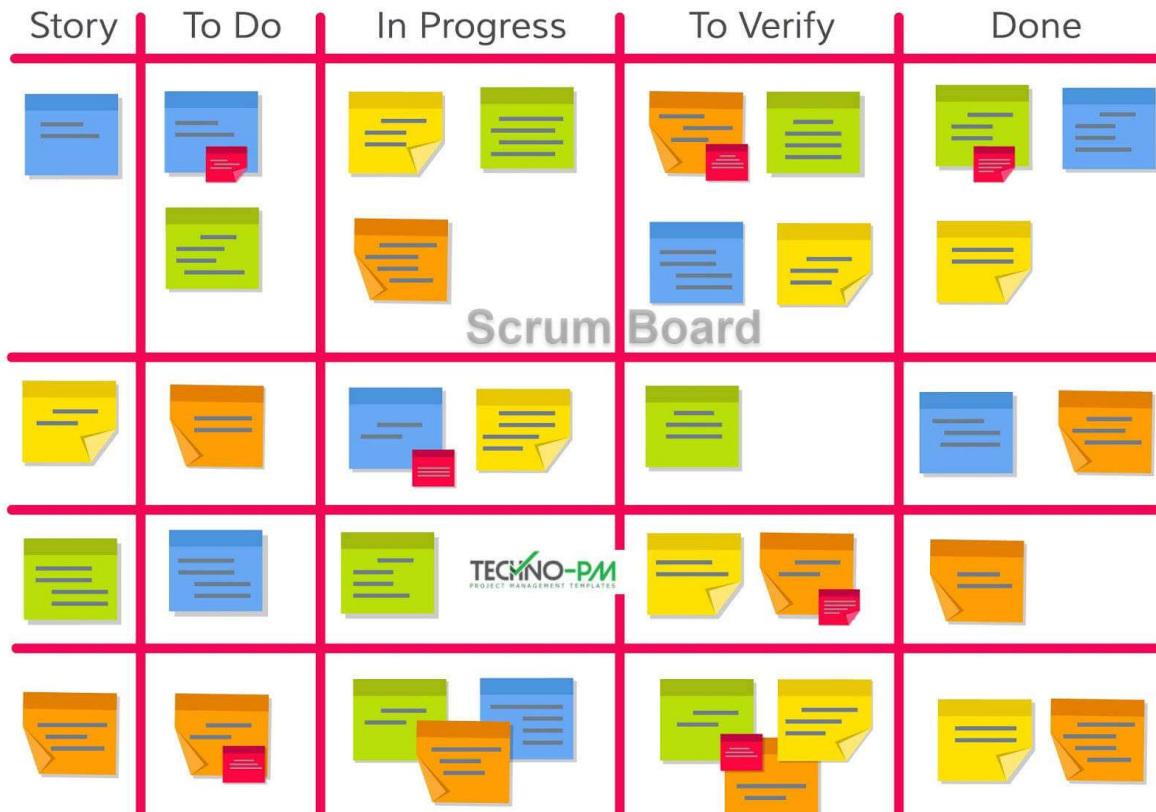 Story To Do In Progress To Verify Done
Scrum Board
TECHNO-PM
PROJECT MANAGEMENT TEMPLATES